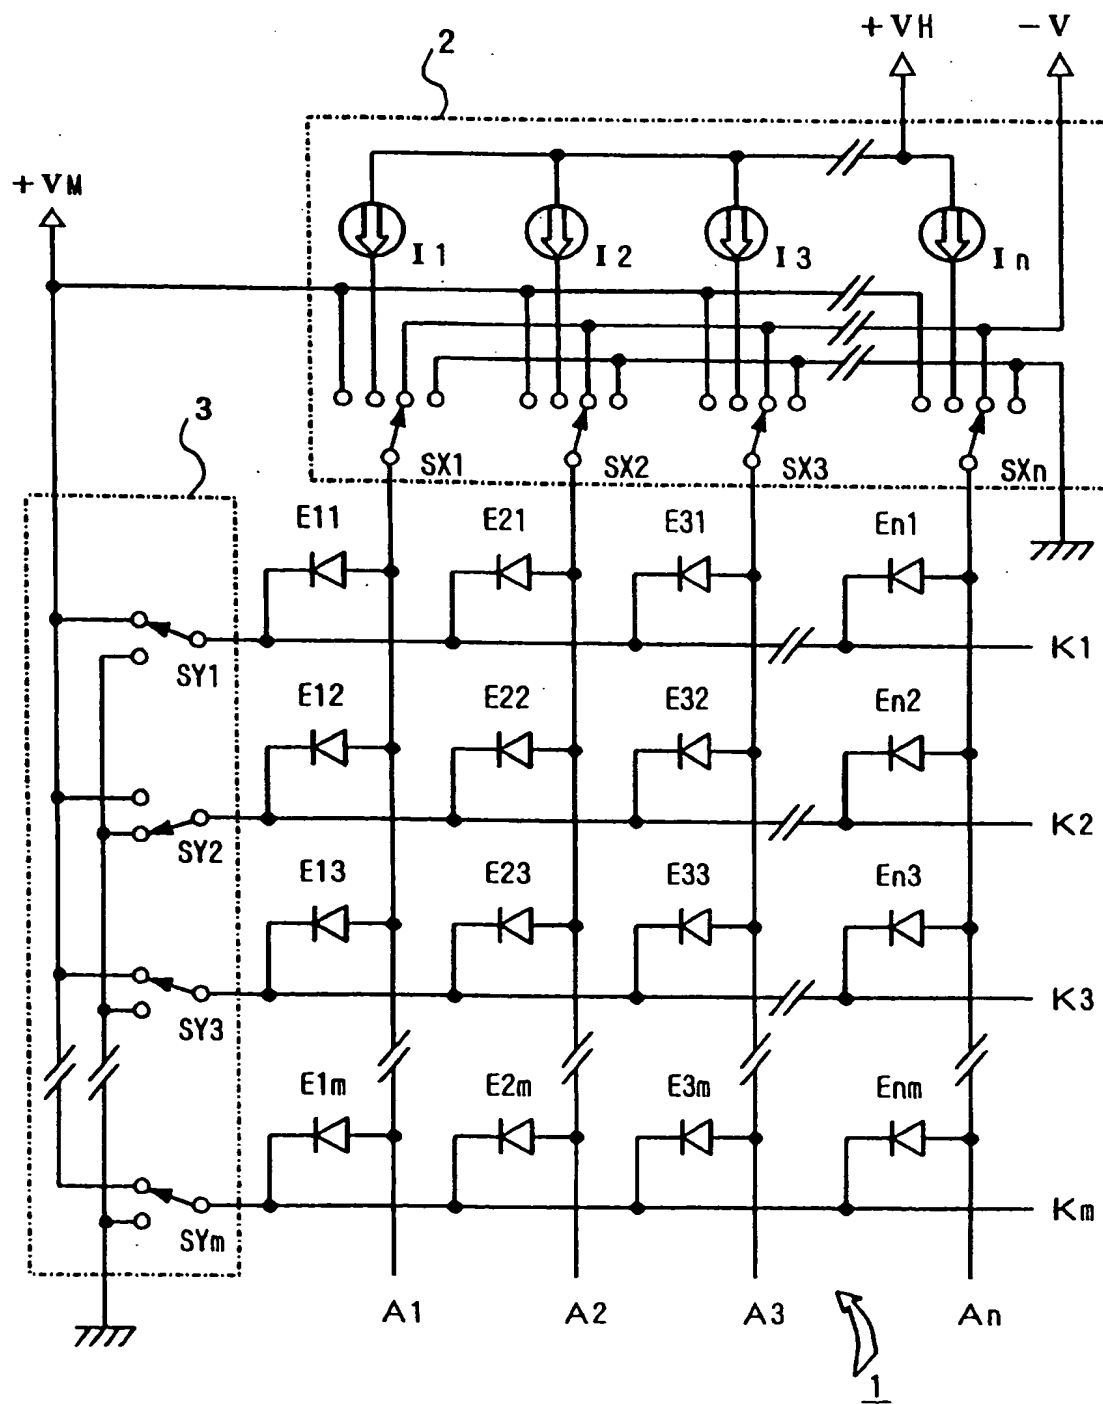 2
+VH
-V
+VM
I1
I2
I3
In
3
SX1
SX2
SX3
SXn
E11
E21
E31
En1
SY1
K1
E12
E22
E32
En2
SY2
K2
E13
E23
E33
En3
SY3
K3
E1m
E2m
E3m
Enm
SYm
Km
A1
A2
A3
An
1